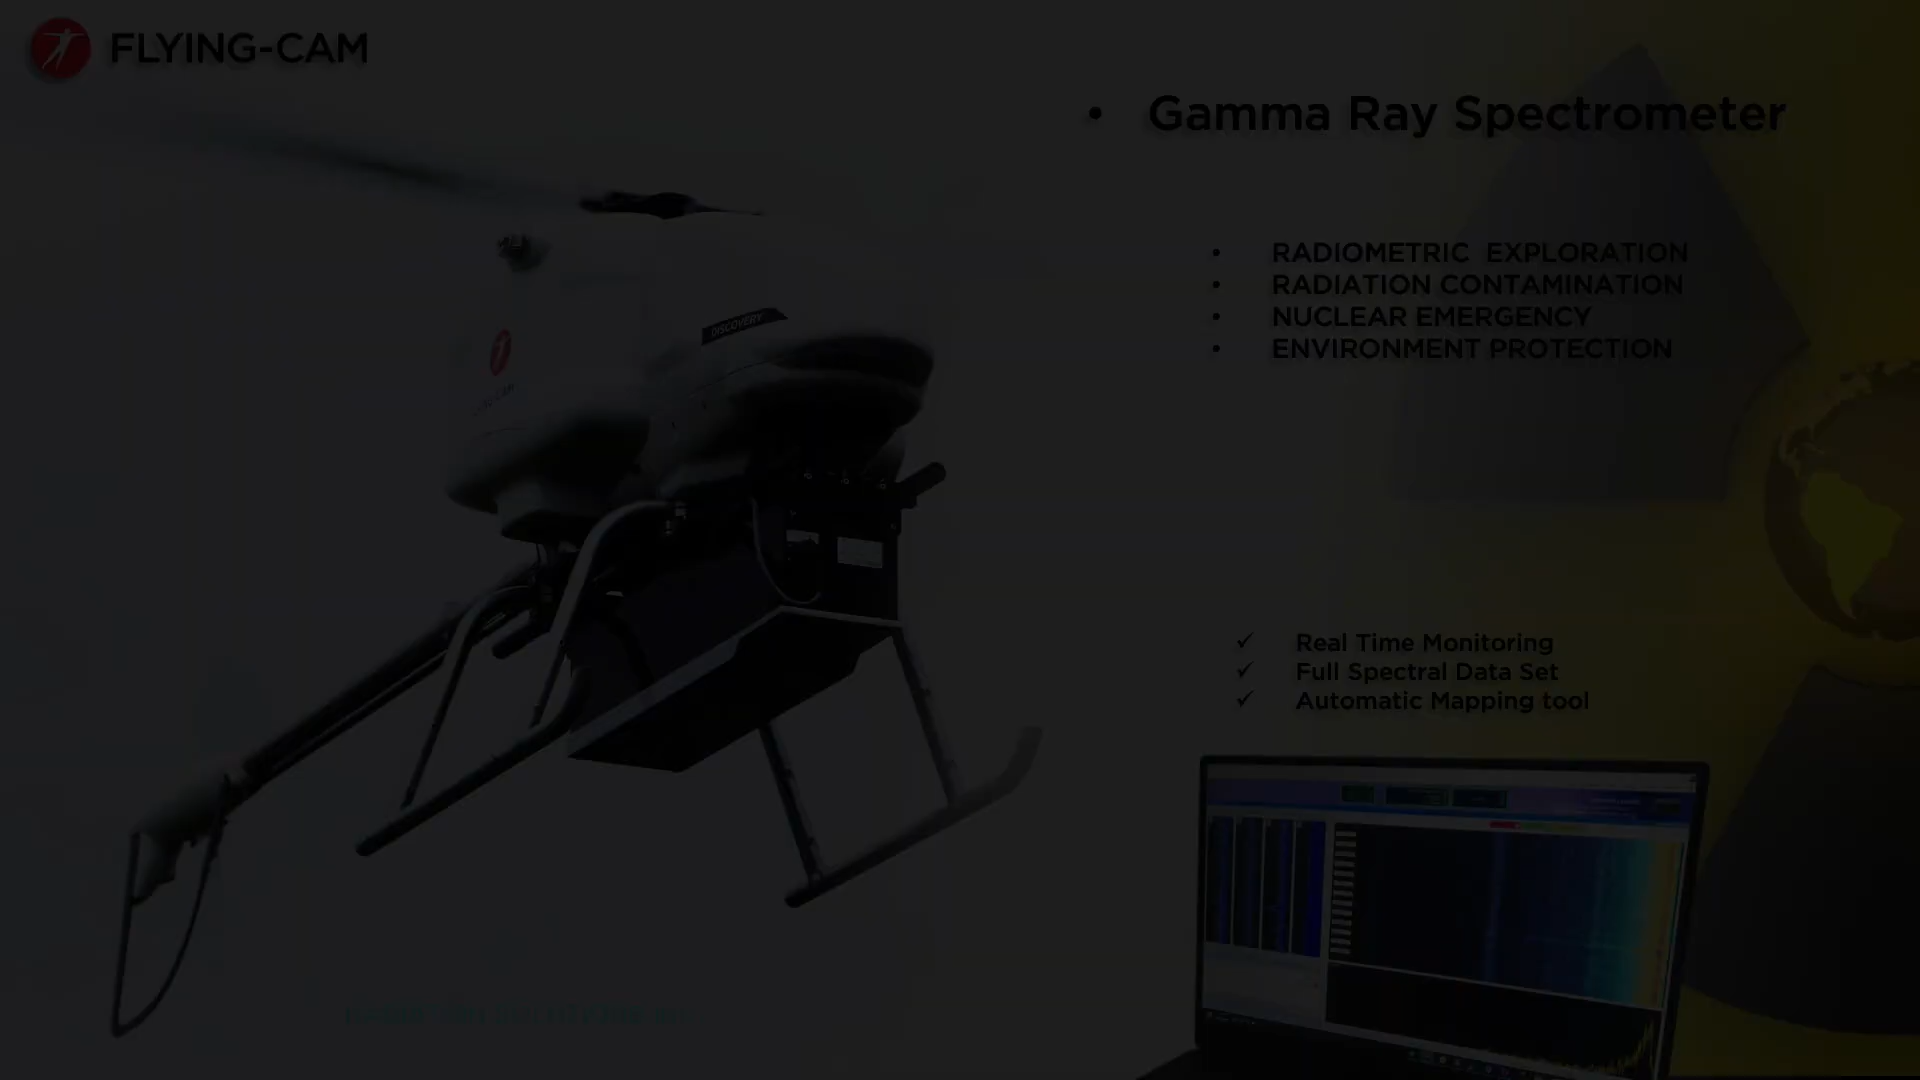 FLYING-CAM
• Gamma Ray Spectrometer
• RADIOMETRIC EXPLORATION
• RADIATION CONTAMINATION
• NUCLEAR EMERGENCY
• ENVIRONMENT PROTECTION
DISCOVERY
✓ Real Time Monitoring
✓ Full Spectral Data Set
✓ Automatic Mapping tool